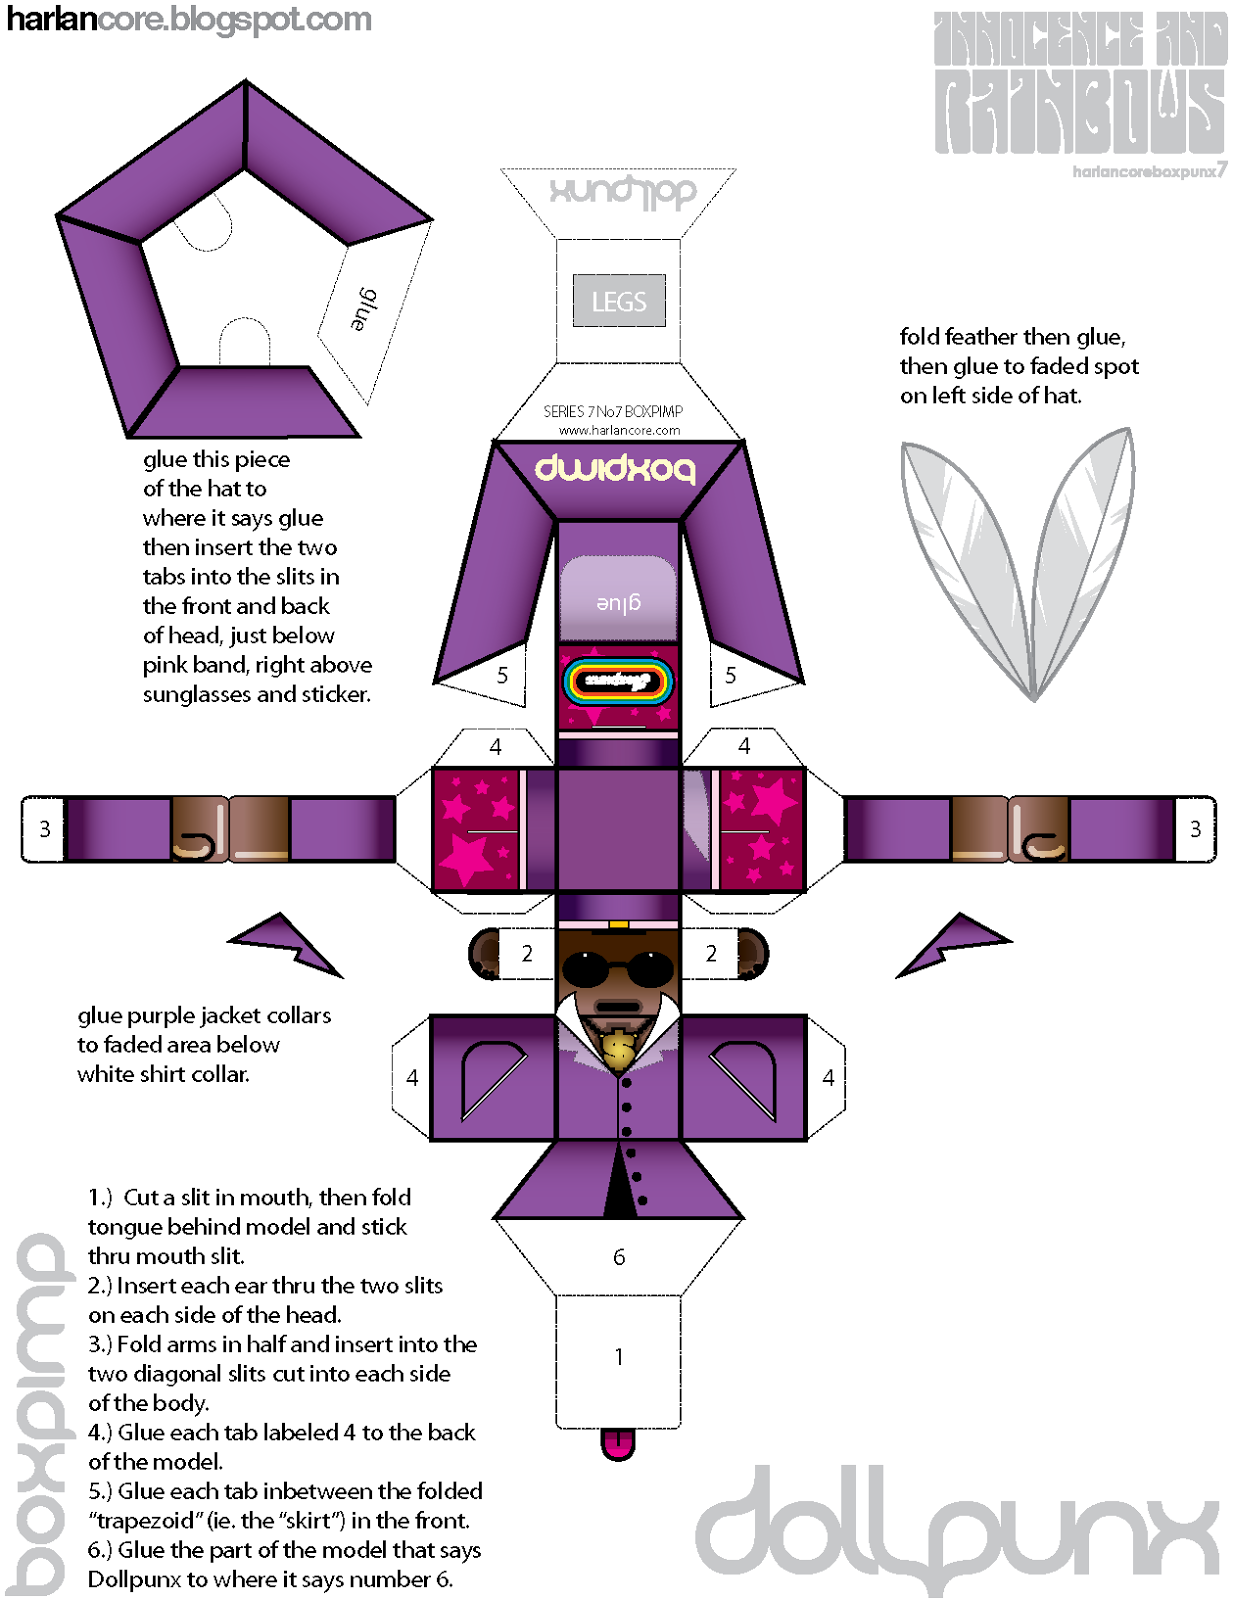 harlancore.blogspot.com
INNOCENCE AND
RAINBOWS
harlancoreboxpunx7
dollpunx
LEGS
SERIES 7 No7 BOXPIMP
www.harlancore.com
boxpimp
glue
glue
fold feather then glue,
then glue to faded spot
on left side of hat.
glue this piece
of the hat to
where it says glue
then insert the two
tabs into the slits in
the front and back
of head, just below
pink band, right above
sunglasses and sticker.
5
5
4
4
3
3
2
2
$
glue purple jacket collars
to faded area below
white shirt collar.
4
4
6
1
1.) Cut a slit in mouth, then fold
tongue behind model and stick
thru mouth slit.
2.) Insert each ear thru the two slits
on each side of the head.
3.) Fold arms in half and insert into the
two diagonal slits cut into each side
of the body.
4.) Glue each tab labeled 4 to the back
of the model.
5.) Glue each tab inbetween the folded
“trapezoid” (ie. the “skirt”) in the front.
6.) Glue the part of the model that says
Dollpunx to where it says number 6.
boxpimp
dollpunx